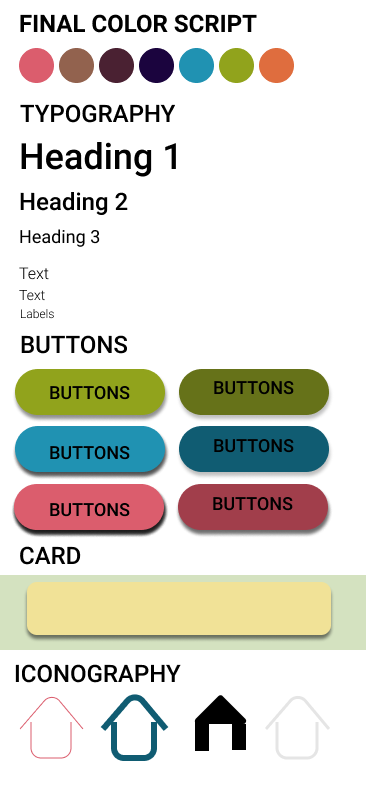 FINAL COLOR SCRIPT
TYPOGRAPHY
Heading 1
Heading 2
Heading 3
Text
Text
Labels
BUTTONS
BUTTONS BUTTONS
BUTTONS BUTTONS
BUTTONS BUTTONS
CARD
ICONOGRAPHY